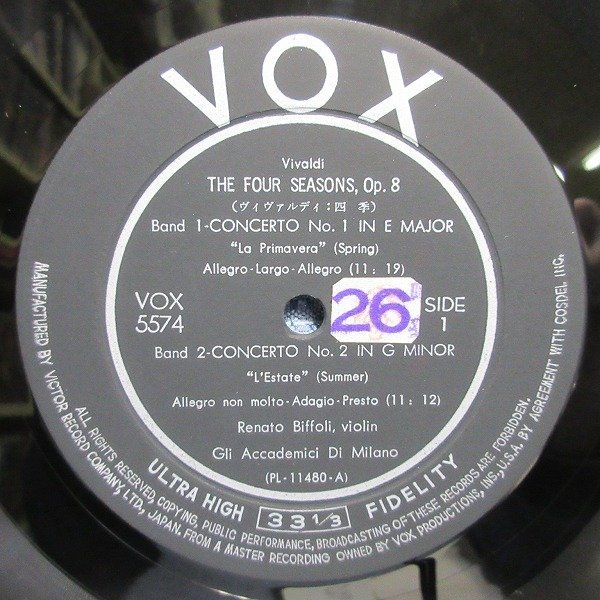 VOX
Vivaldi
THE FOUR SEASONS, Op. 8
(ヴィヴァルディ:四 季)
Band 1-CONCERTO No. 1 IN E MAJOR
"La Primavera" (Spring)
Allegro-Largo-Allegro (11: 19)
VOX
5574
26
SIDE
1
Band 2-CONCERTO No. 2 IN G MINOR
"L'Estate" (Summer)
Allegro non molto-Adagio-Presto (11: 12)
Renato Biffoli, violin
Gli Accademici Di Milano
(PL-11480-A)
ULTRA HIGH 33 1/3 FIDELITY
ALL RIGHTS RESERVED, COPYING, PUBLIC PERFORMANCE, BROADCASTING OF THESE RECORDS ARE FORBIDDEN.
MANUFACTURED BY VICTOR RECORD COMPANY, LTD., JAPAN. FROM A MASTER RECORDING OWNED BY VOX PRODUCTIONS, INS, U.S.A. BY AGREEMENT WITH COSDEL INC.